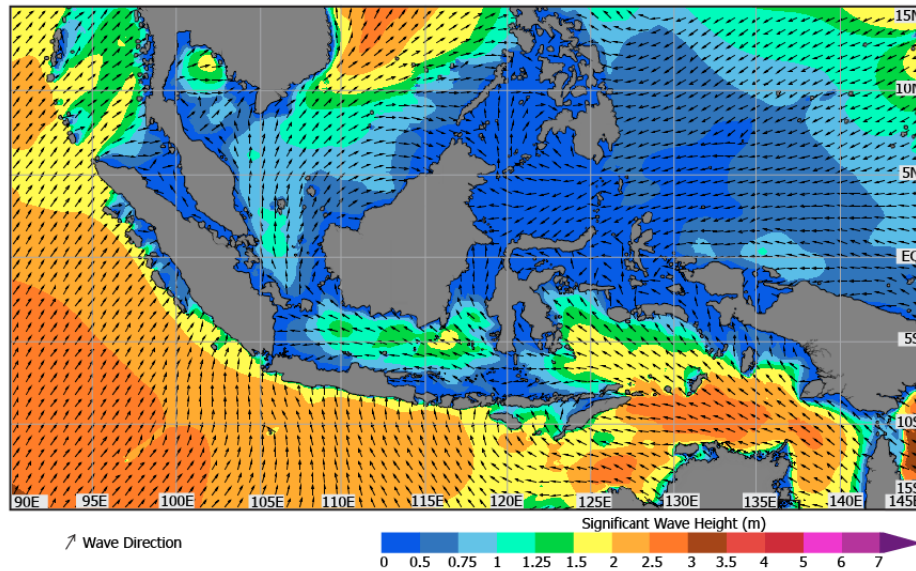 15N
10N
5N
EQ
5S
10S
15S
90E 95E 100E 105E 110E 115E 120E 125E 130E 135E 140E 145E
Significant Wave Height (m)
Wave Direction
0 0.5 0.75 1 1.25 1.5 2 2.5 3 3.5 4 5 6 7